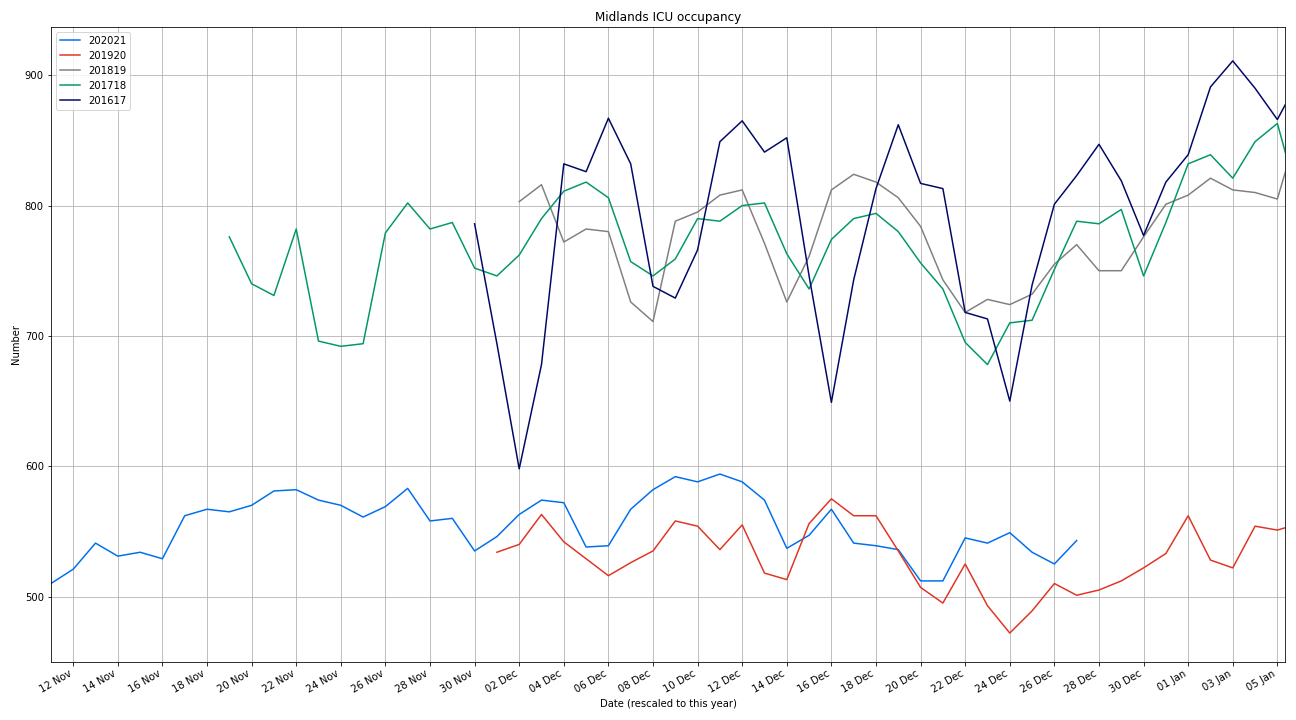 Midlands ICU occupancy
202021
201920
201819
201718
201617
900
800
700
600
500
Number
12 Nov
14 Nov
16 Nov
18 Nov
20 Nov
22 Nov
24 Nov
26 Nov
28 Nov
30 Nov
02 Dec
04 Dec
06 Dec
08 Dec
10 Dec
12 Dec
14 Dec
16 Dec
18 Dec
20 Dec
22 Dec
24 Dec
26 Dec
28 Dec
30 Dec
01 Jan
03 Jan
05 Jan
Date (rescaled to this year)